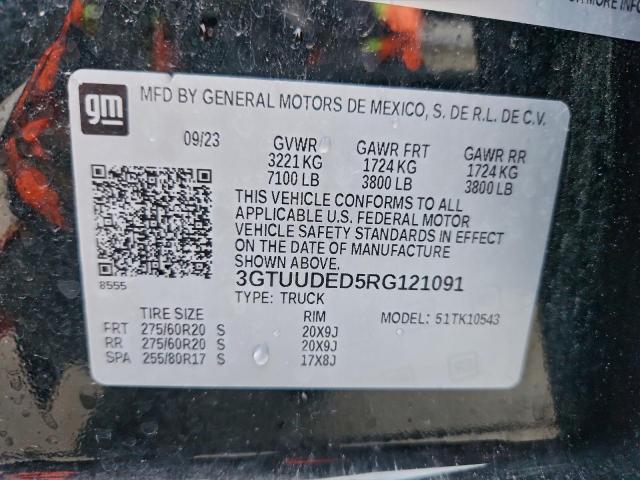 MORE INFO
gm
MFD BY GENERAL MOTORS DE MEXICO, S. DE R.L. DE C.V.
09/23 GVWR GAWR FRT GAWR RR
3221 KG 1724 KG 1724 KG
7100 LB 3800 LB 3800 LB
THIS VEHICLE CONFORMS TO ALL
APPLICABLE U.S. FEDERAL MOTOR
VEHICLE SAFETY STANDARDS IN EFFECT
ON THE DATE OF MANUFACTURE
SHOWN ABOVE.
8555 3GTUUDED5RG121091
TYPE: TRUCK
TIRE SIZE RIM MODEL: 51TK10543
FRT 275/60R20 S 20X9J
RR 275/60R20 S 20X9J
SPA 255/80R17 S 17X8J